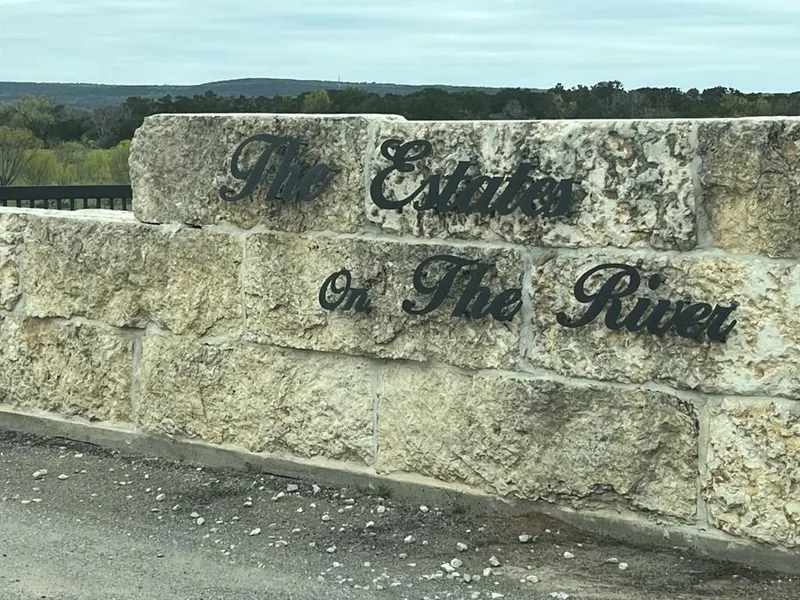 The Estates
On The River